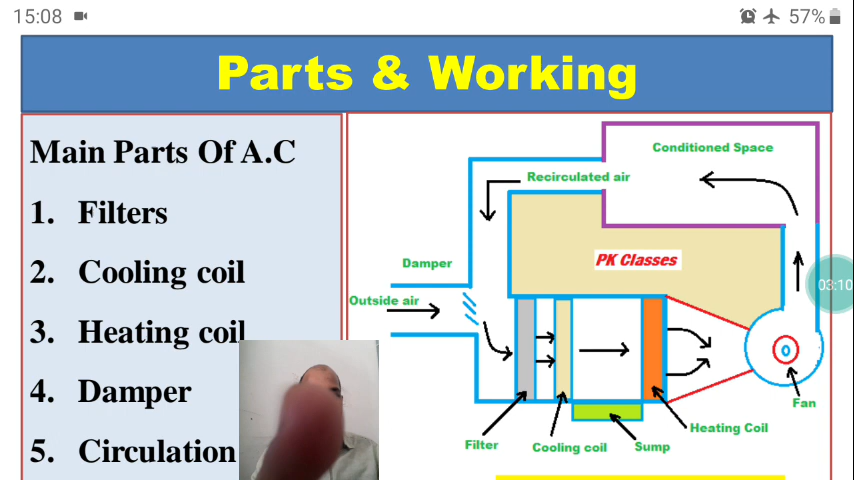 15:08
57%
Parts & Working
Main Parts Of A.C
1. Filters
2. Cooling coil
3. Heating coil
4. Damper
5. Circulation
Conditioned Space
Recirculated air
PK Classes
Damper
Outside air
03:10
Fan
Heating Coil
Filter
Cooling coil
Sump